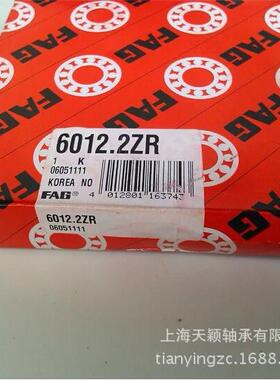 FAG
FAG
FAG
6012.2ZR
1 K
06051111
KOREA NO
FAG 4 012801 163743
6012.2ZR
06051111
上海天颖轴承有限
tianyingzc.1688.